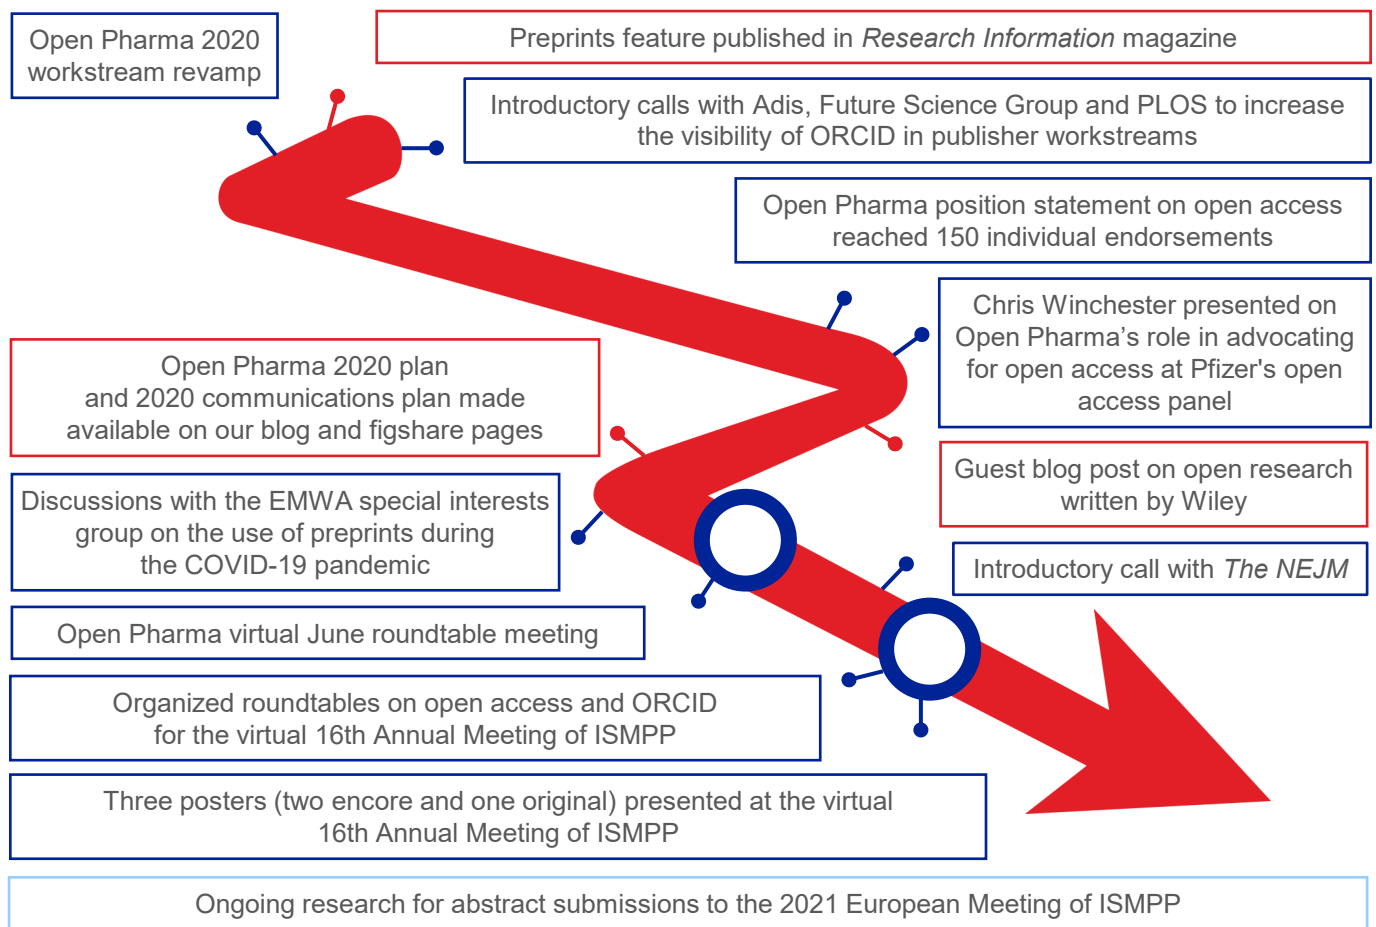 Open Pharma 2020
workstream revamp
Preprints feature published in Research Information magazine
Introductory calls with Adis, Future Science Group and PLOS to increase
the visibility of ORCID in publisher workstreams
Open Pharma position statement on open access
reached 150 individual endorsements
Chris Winchester presented on
Open Pharma’s role in advocating
for open access at Pfizer's open
access panel
Open Pharma 2020 plan
and 2020 communications plan made
available on our blog and figshare pages
Guest blog post on open research
written by Wiley
Discussions with the EMWA special interests
group on the use of preprints during
the COVID-19 pandemic
Introductory call with The NEJM
Open Pharma virtual June roundtable meeting
Organized roundtables on open access and ORCID
for the virtual 16th Annual Meeting of ISMPP
Three posters (two encore and one original) presented at the virtual
16th Annual Meeting of ISMPP
Ongoing research for abstract submissions to the 2021 European Meeting of ISMPP